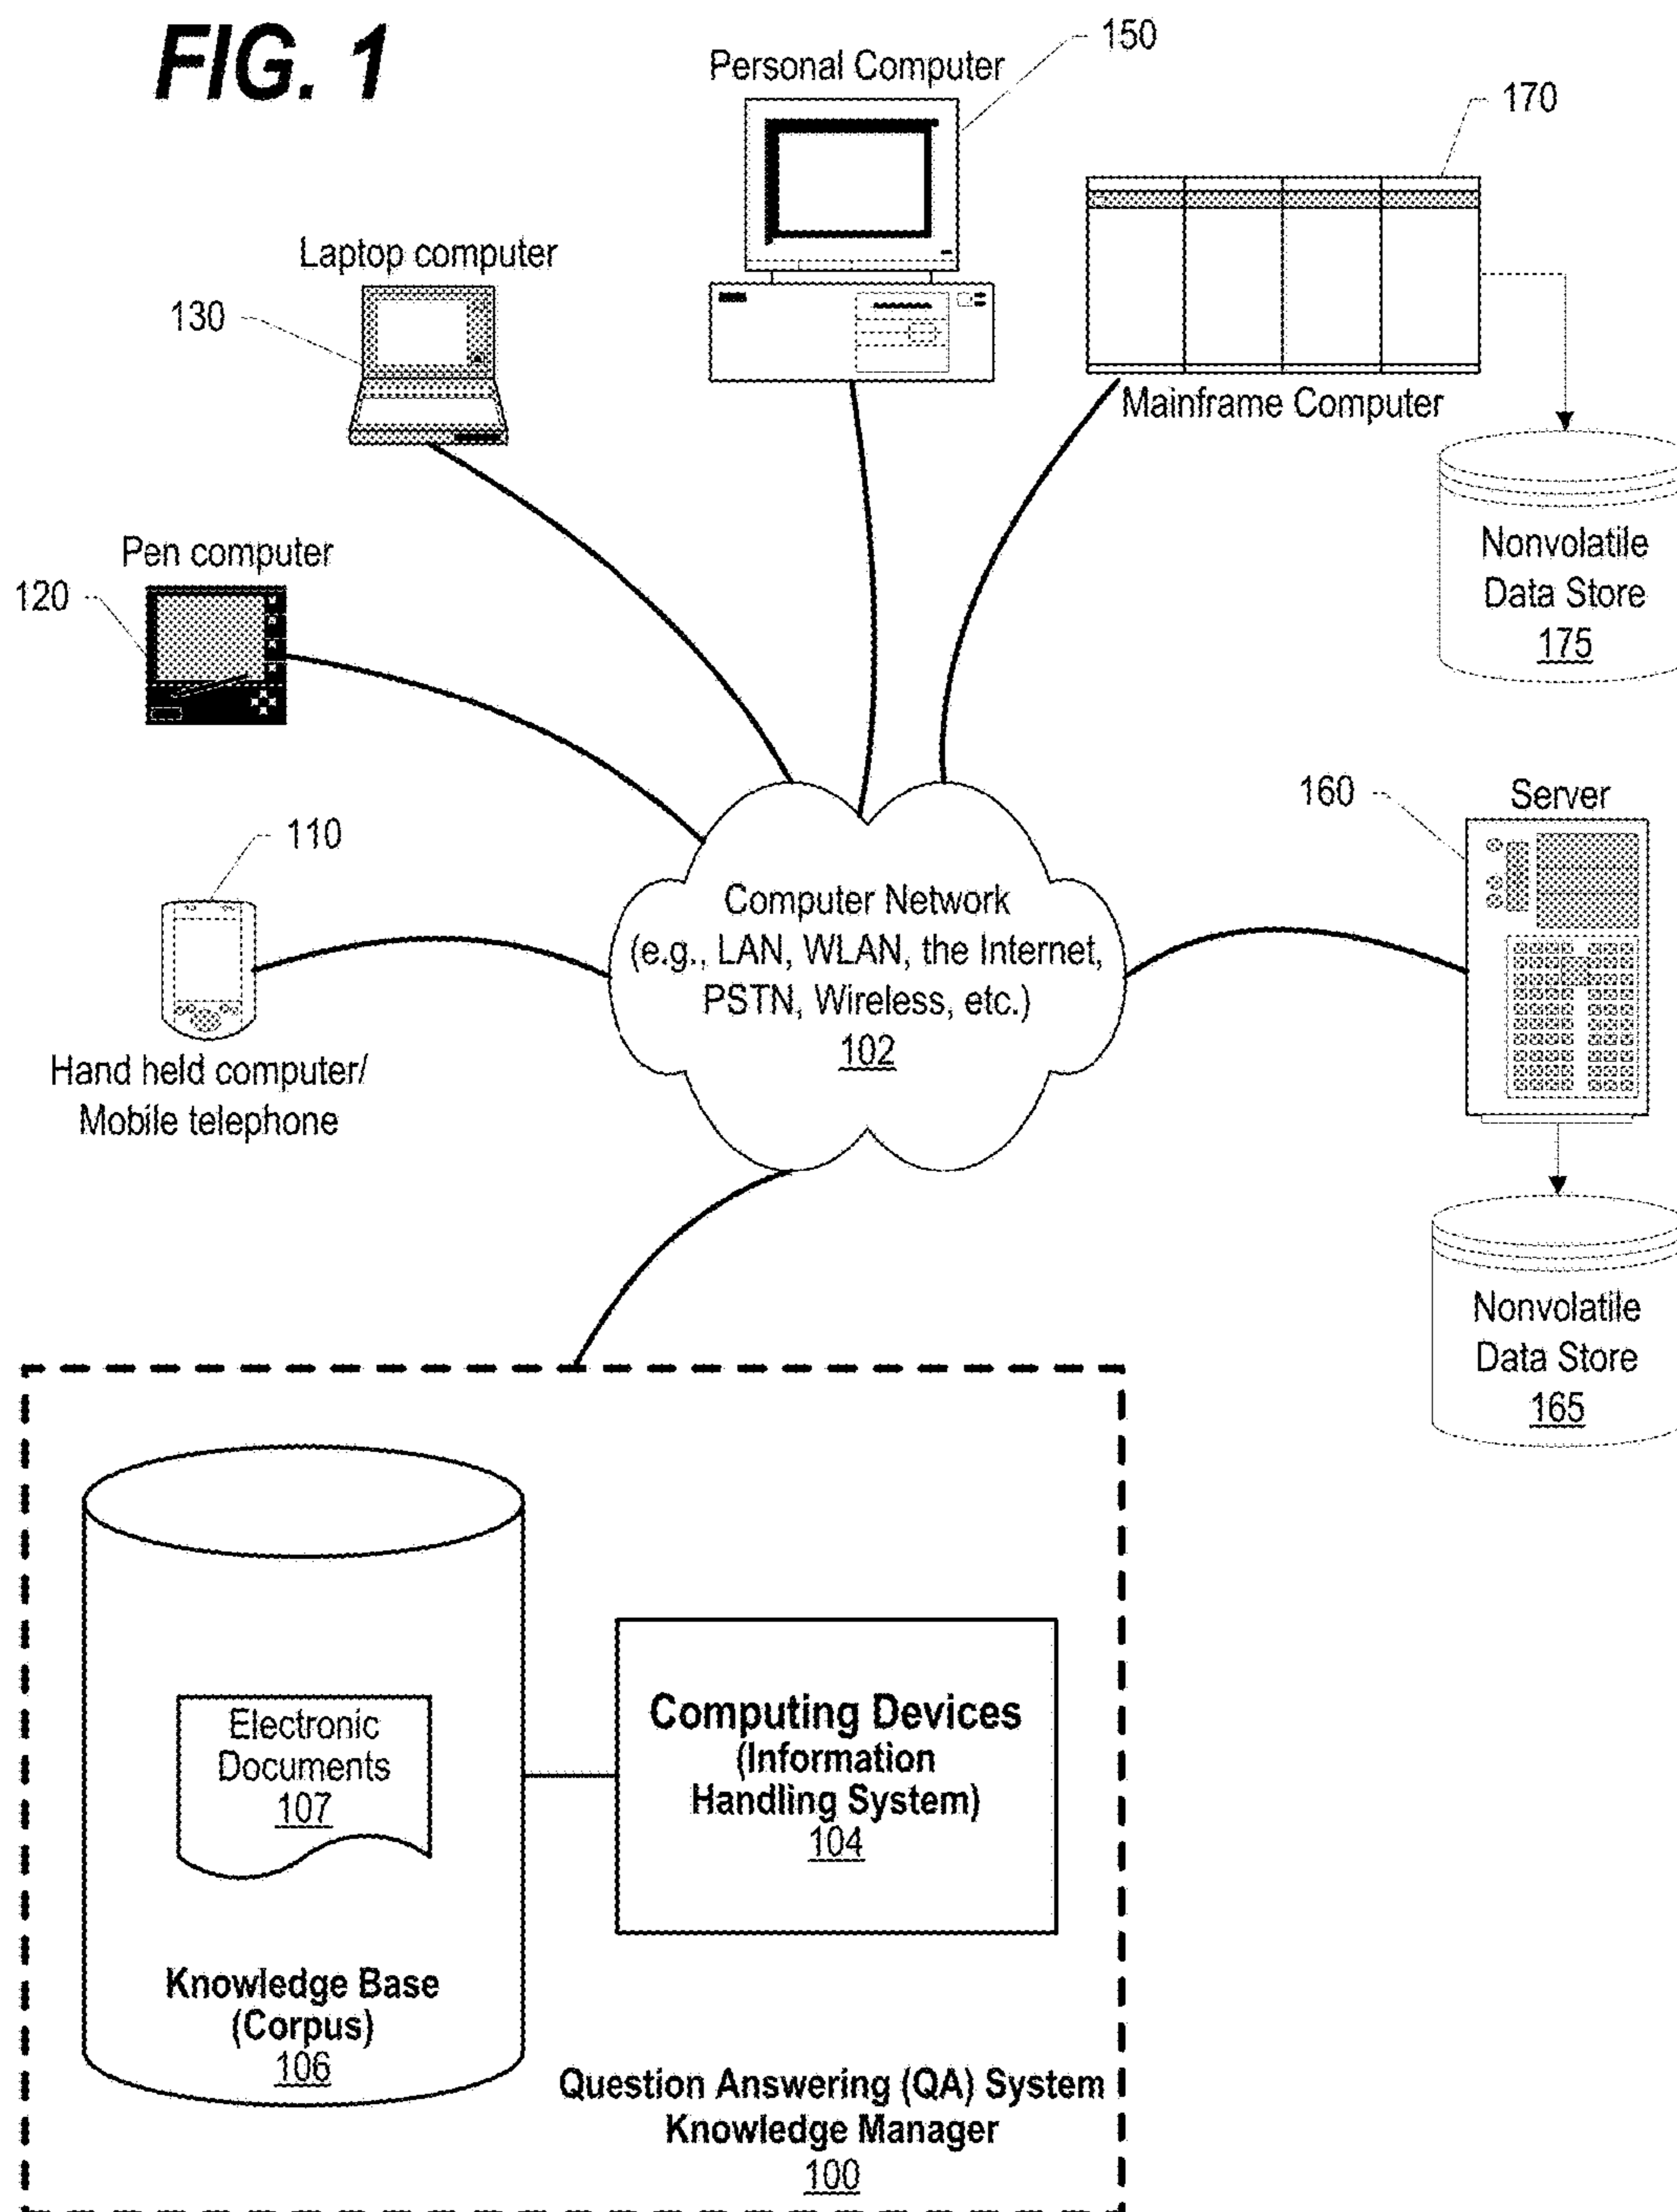 FIG. 1
150
Personal Computer
170
Laptop computer
130
Mainframe Computer
Nonvolatile
Data Store
175
Pen computer
120
160
Server
110
Computer Network
(e.g., LAN, WLAN, the Internet,
PSTN, Wireless, etc.)
102
Hand held computer/
Mobile telephone
Nonvolatile
Data Store
165
Electronic
Documents
107
Computing Devices
(Information
Handling System)
104
Knowledge Base
(Corpus)
106
Question Answering (QA) System
Knowledge Manager
100